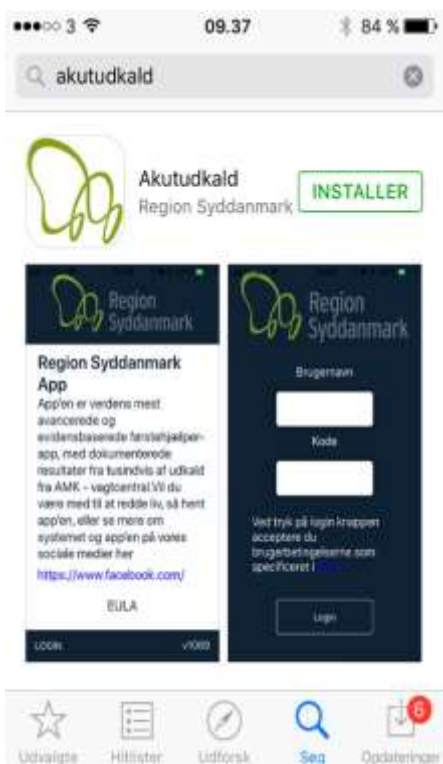 3 09.37 84 %
akutudkald
Akutudkald
Region Syddanmark
INSTALLER
Region
Syddanmark
Region Syddanmark
App
App'en er verdens mest
avancerede og
evidensbaserede førstehjælper-
app, med dokumenterede
resultater fra tusindvis af udkald
fra AMK - vagtcentral.Vil du
være med til at redde liv, så hent
app'en, eller se mere om
systemet og app'en på vores
sociale medier her
https://www.facebook.com/
EULA
LOGIN v1069
Region
Syddanmark
Brugernavn
Kode
Ved tryk på login knappen
acceptere du
brugerbetingelserne som
specificeret i
Login
6
Udvalgte Hitlister Udforsk Søg Opdateringer